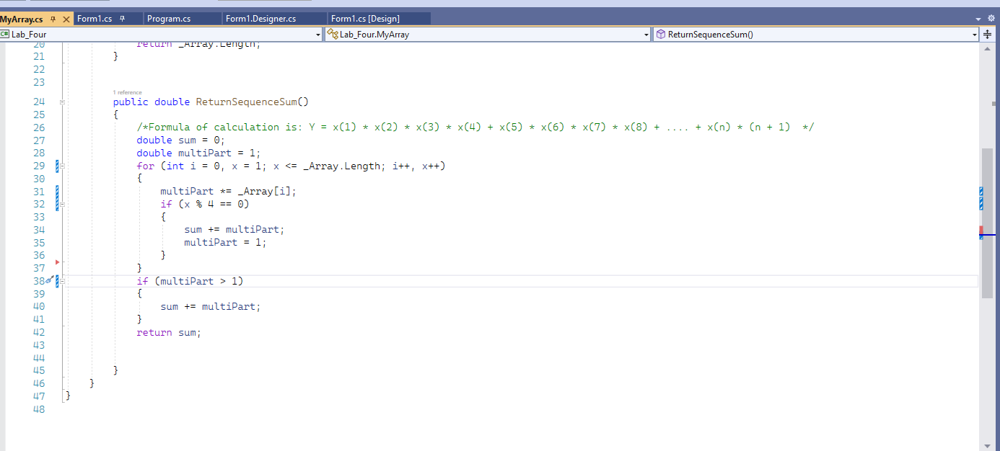 MyArray.cs Form1.cs Program.cs Form1.Designer.cs Form1.cs [Design]
C# Lab_Four Lab_Four.MyArray ReturnSequenceSum()
20 return _Array.Length;
21 }
22
23
1 reference
24 public double ReturnSequenceSum()
25 {
26 /*Formula of calculation is: Y = x(1) * x(2) * x(3) * x(4) + x(5) * x(6) * x(7) * x(8) + .... + x(n) * (n + 1)  */
27 double sum = 0;
28 double multiPart = 1;
29 for (int i = 0, x = 1; x <= _Array.Length; i++, x++)
30 {
31 multiPart *= _Array[i];
32 if (x % 4 == 0)
33 {
34 sum += multiPart;
35 multiPart = 1;
36 }
37 }
38 if (multiPart > 1)
39 {
40 sum += multiPart;
41 }
42 return sum;
43
44
45 }
46 }
47 }
48